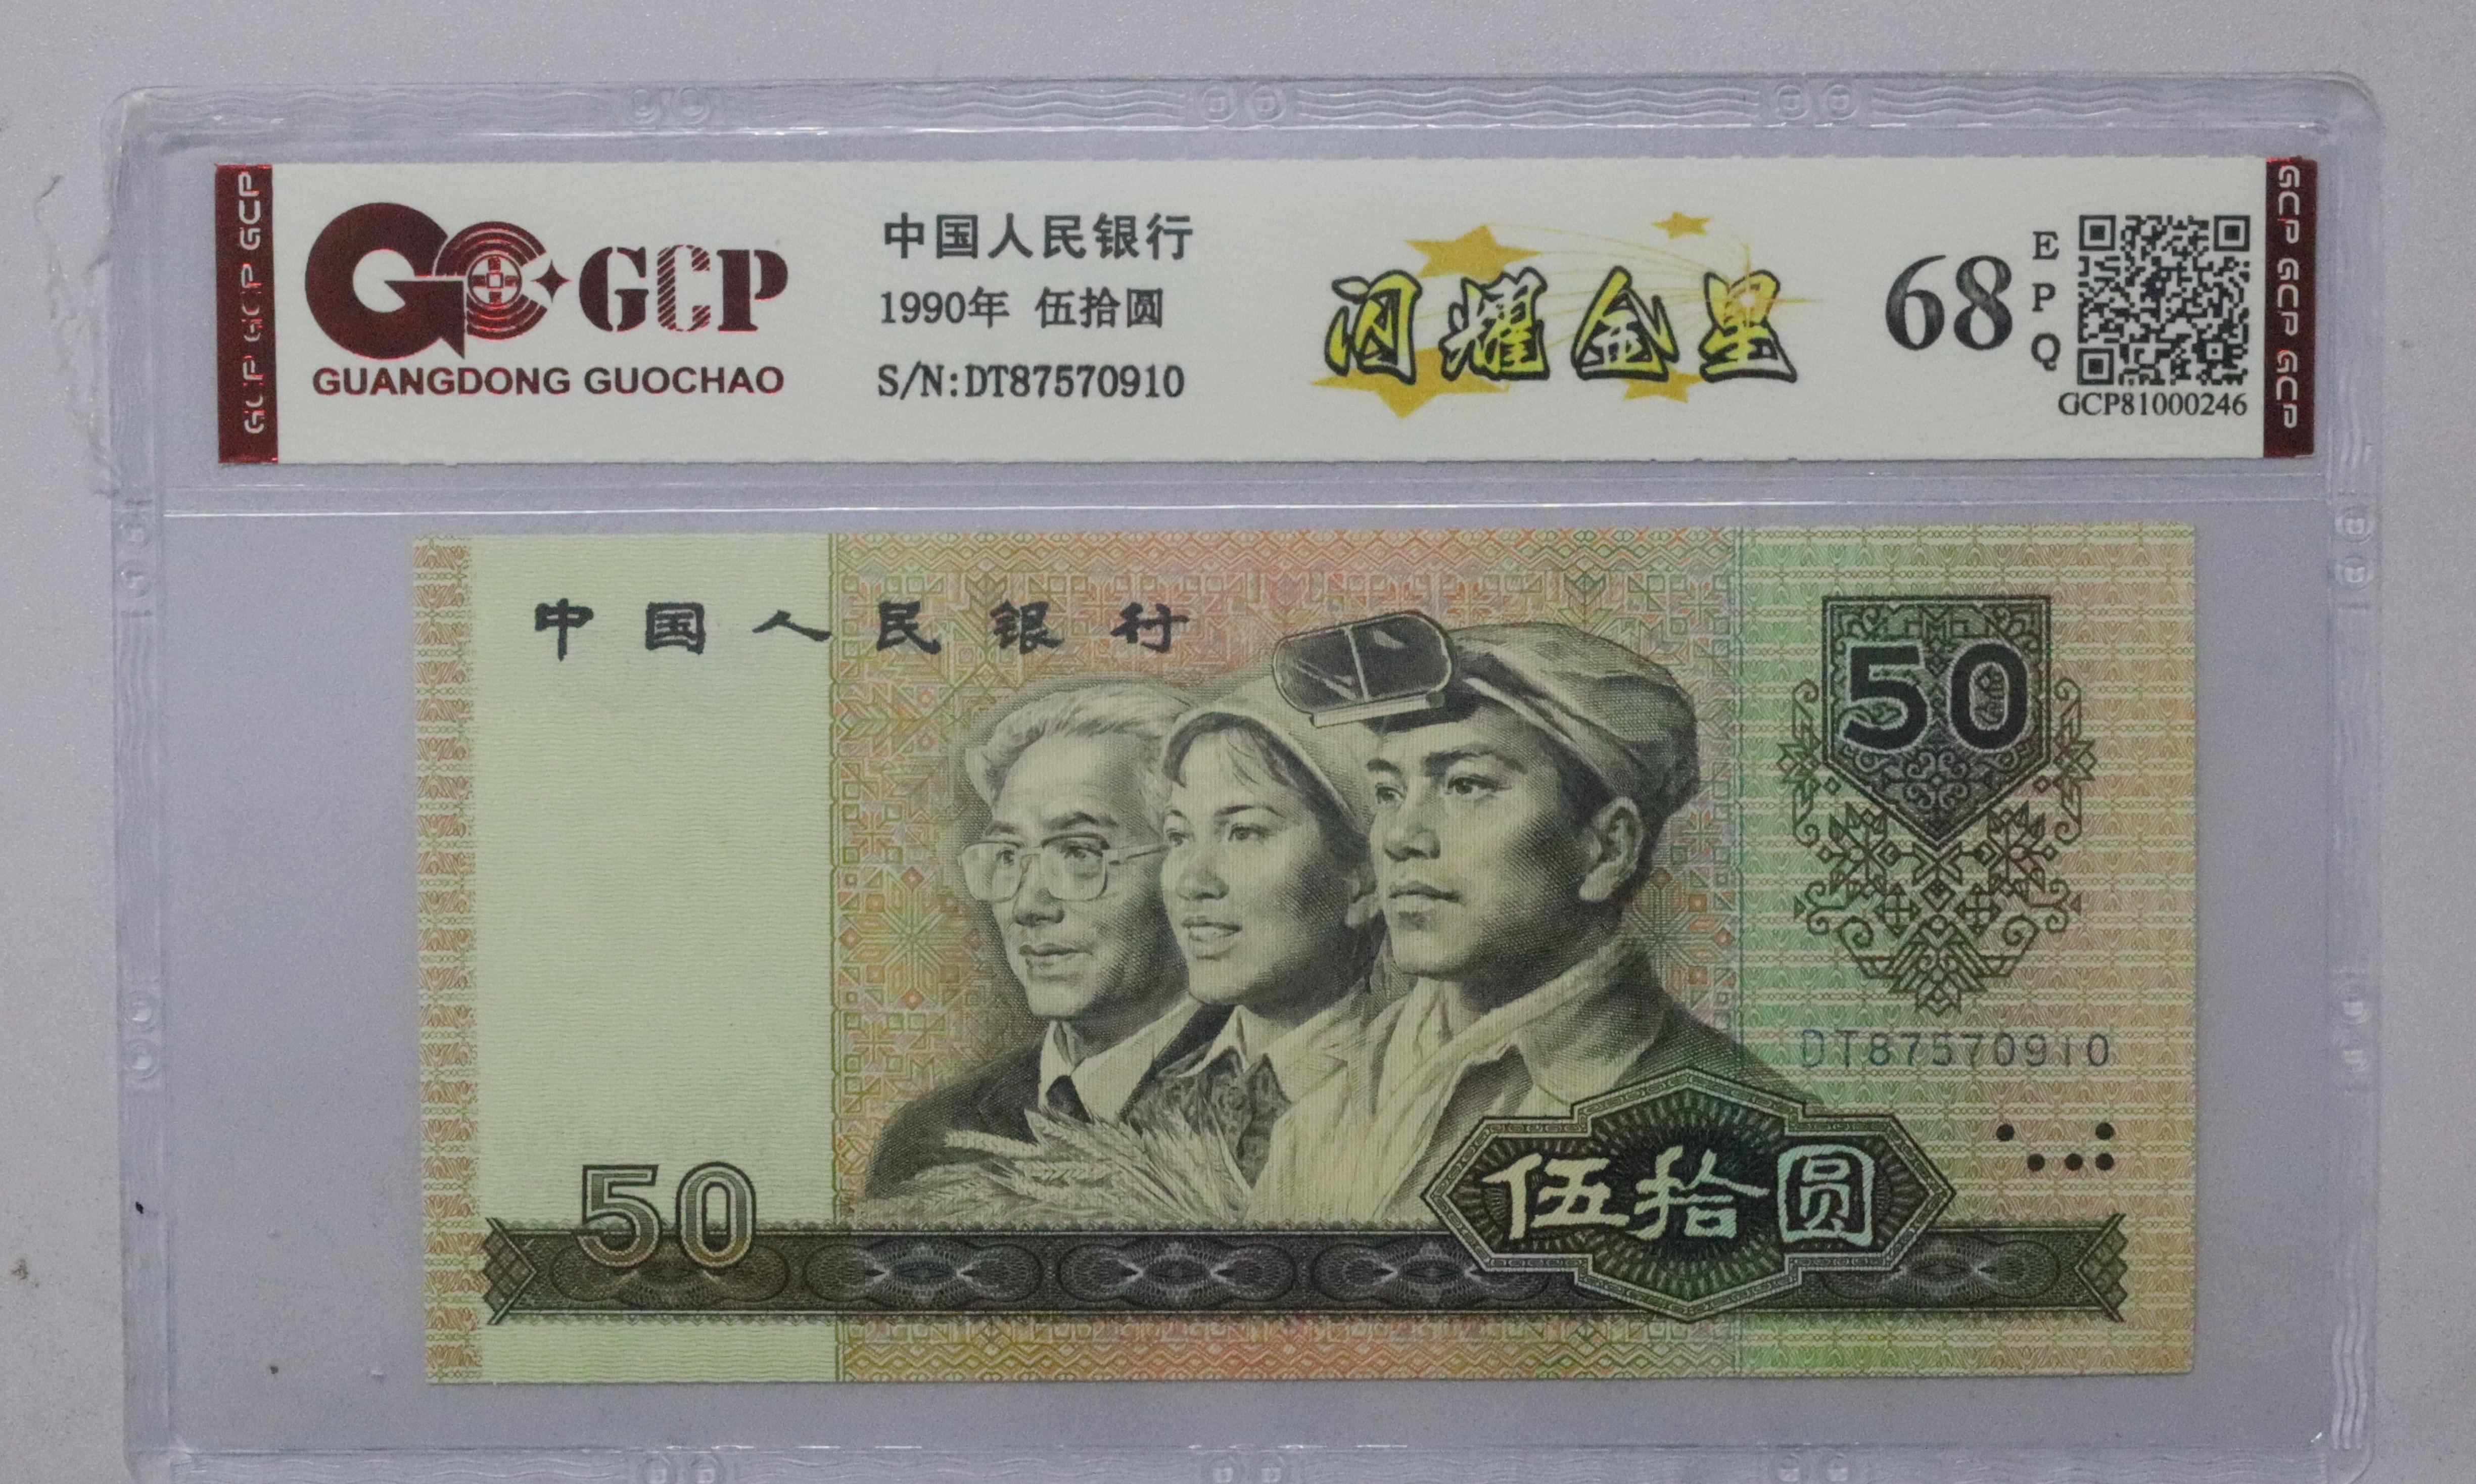 GCP GCP GCP
GCP
GUANGDONG GUOCHAO
中国人民银行
1990年 伍拾圆
S/N:DT87570910
闪耀金星
68
EPQ
GCP81000246
GCP GCP GCP
中国人民银行
50
DT87570910
50
伍拾圆